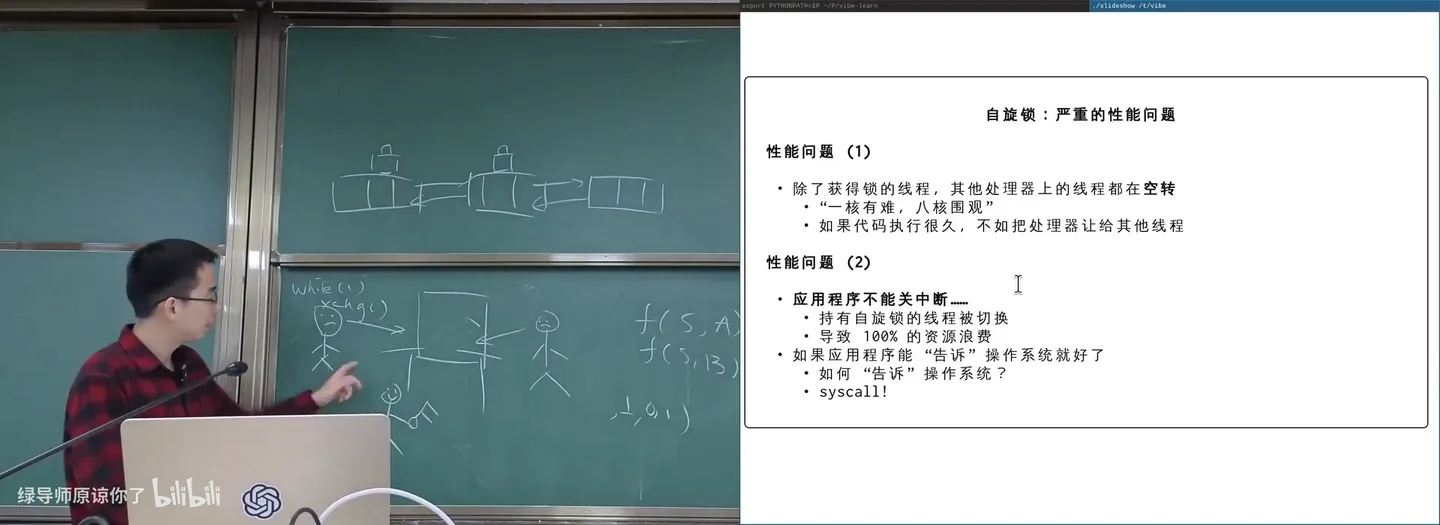 export PYTHONPATH=$P ~/P/vibe-learn
./slideshow /t/vibe
自旋锁：严重的性能问题
性能问题 (1)
• 除了获得锁的线程，其他处理器上的线程都在空转
• “一核有难，八核围观”
• 如果代码执行很久，不如把处理器让给其他线程
性能问题 (2)
• 应用程序不能关中断……
• 持有自旋锁的线程被切换
• 导致 100% 的资源浪费
• 如果应用程序能 “告诉” 操作系统就好了
• 如何 “告诉” 操作系统？
• syscall!
while(1)
xchg()
f(S, A)
f(S, B)
,1,0,1)
绿导师原谅你了 bilibili